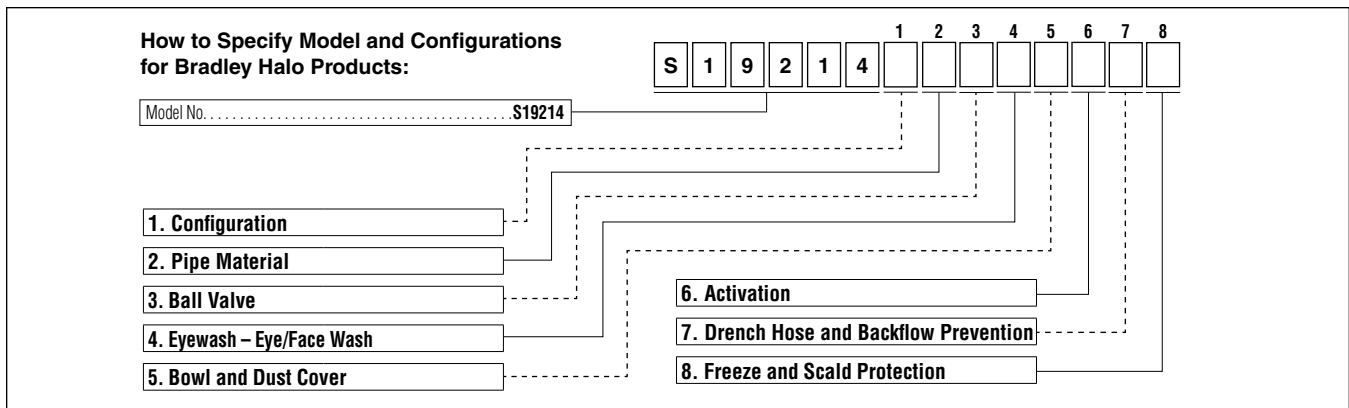 How to Specify Model and Configurations
for Bradley Halo Products:
1 2 3 4 5 6 7 8
S 1 9 2 1 4
Model No. . . . . . . . . . . . . . . . . . . . . . . . . . . . . . . . . . . . . . . . . . S19214
1. Configuration
2. Pipe Material
3. Ball Valve
4. Eyewash – Eye/Face Wash
5. Bowl and Dust Cover
6. Activation
7. Drench Hose and Backflow Prevention
8. Freeze and Scald Protection